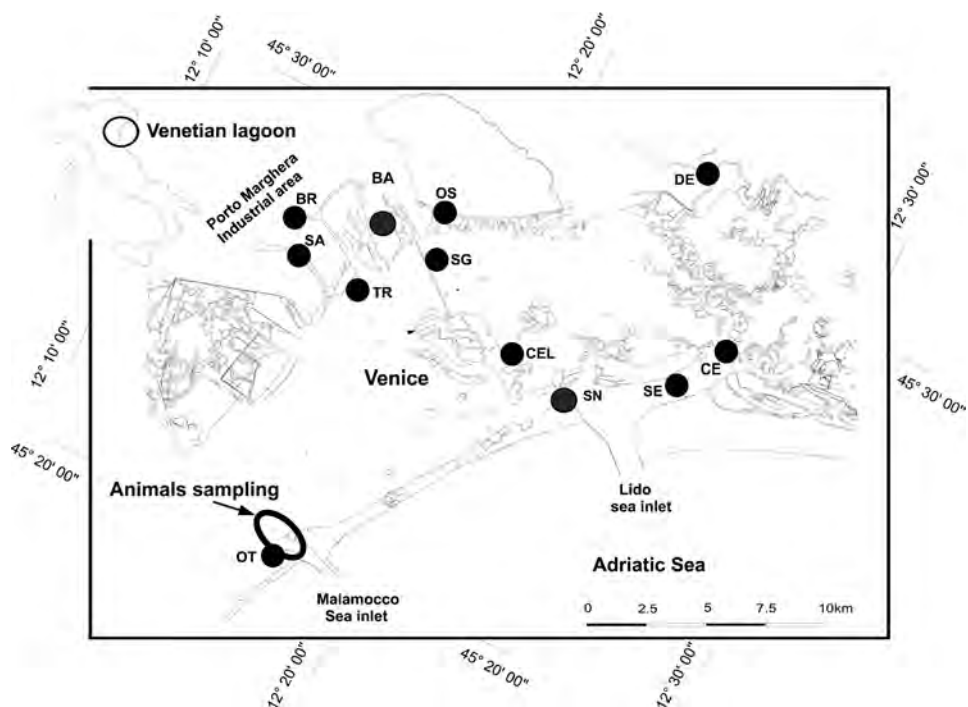 12° 10' 00"
45° 30' 00"
12° 20' 00"
Venetian lagoon
Porto Marghera
Industrial area
BR
BA
OS
DE
12° 30' 00"
SA
SG
TR
12° 10' 00"
CEL
CE
Venice
SN
SE
45° 30' 00"
45° 20' 00"
Animals sampling
Lido
sea inlet
OT
Adriatic Sea
Malamocco
Sea inlet
0 2.5 5 7.5 10km
12° 20' 00"
45° 20' 00"
12° 30' 00"